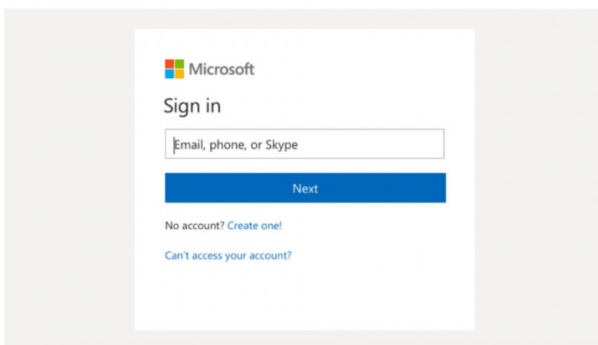 Microsoft
Sign in
Email, phone, or Skype
Next
No account? Create one!
Can't access your account?